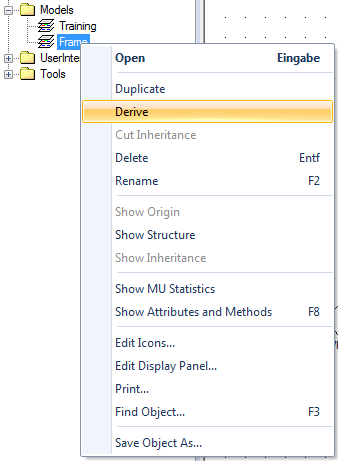 Models
Training
Frame
UserInte
Tools
Open Eingabe
Duplicate
Derive
Cut Inheritance
Delete Entf
Rename F2
Show Origin
Show Structure
Show Inheritance
Show MU Statistics
Show Attributes and Methods F8
Edit Icons...
Edit Display Panel...
Print...
Find Object... F3
Save Object As...